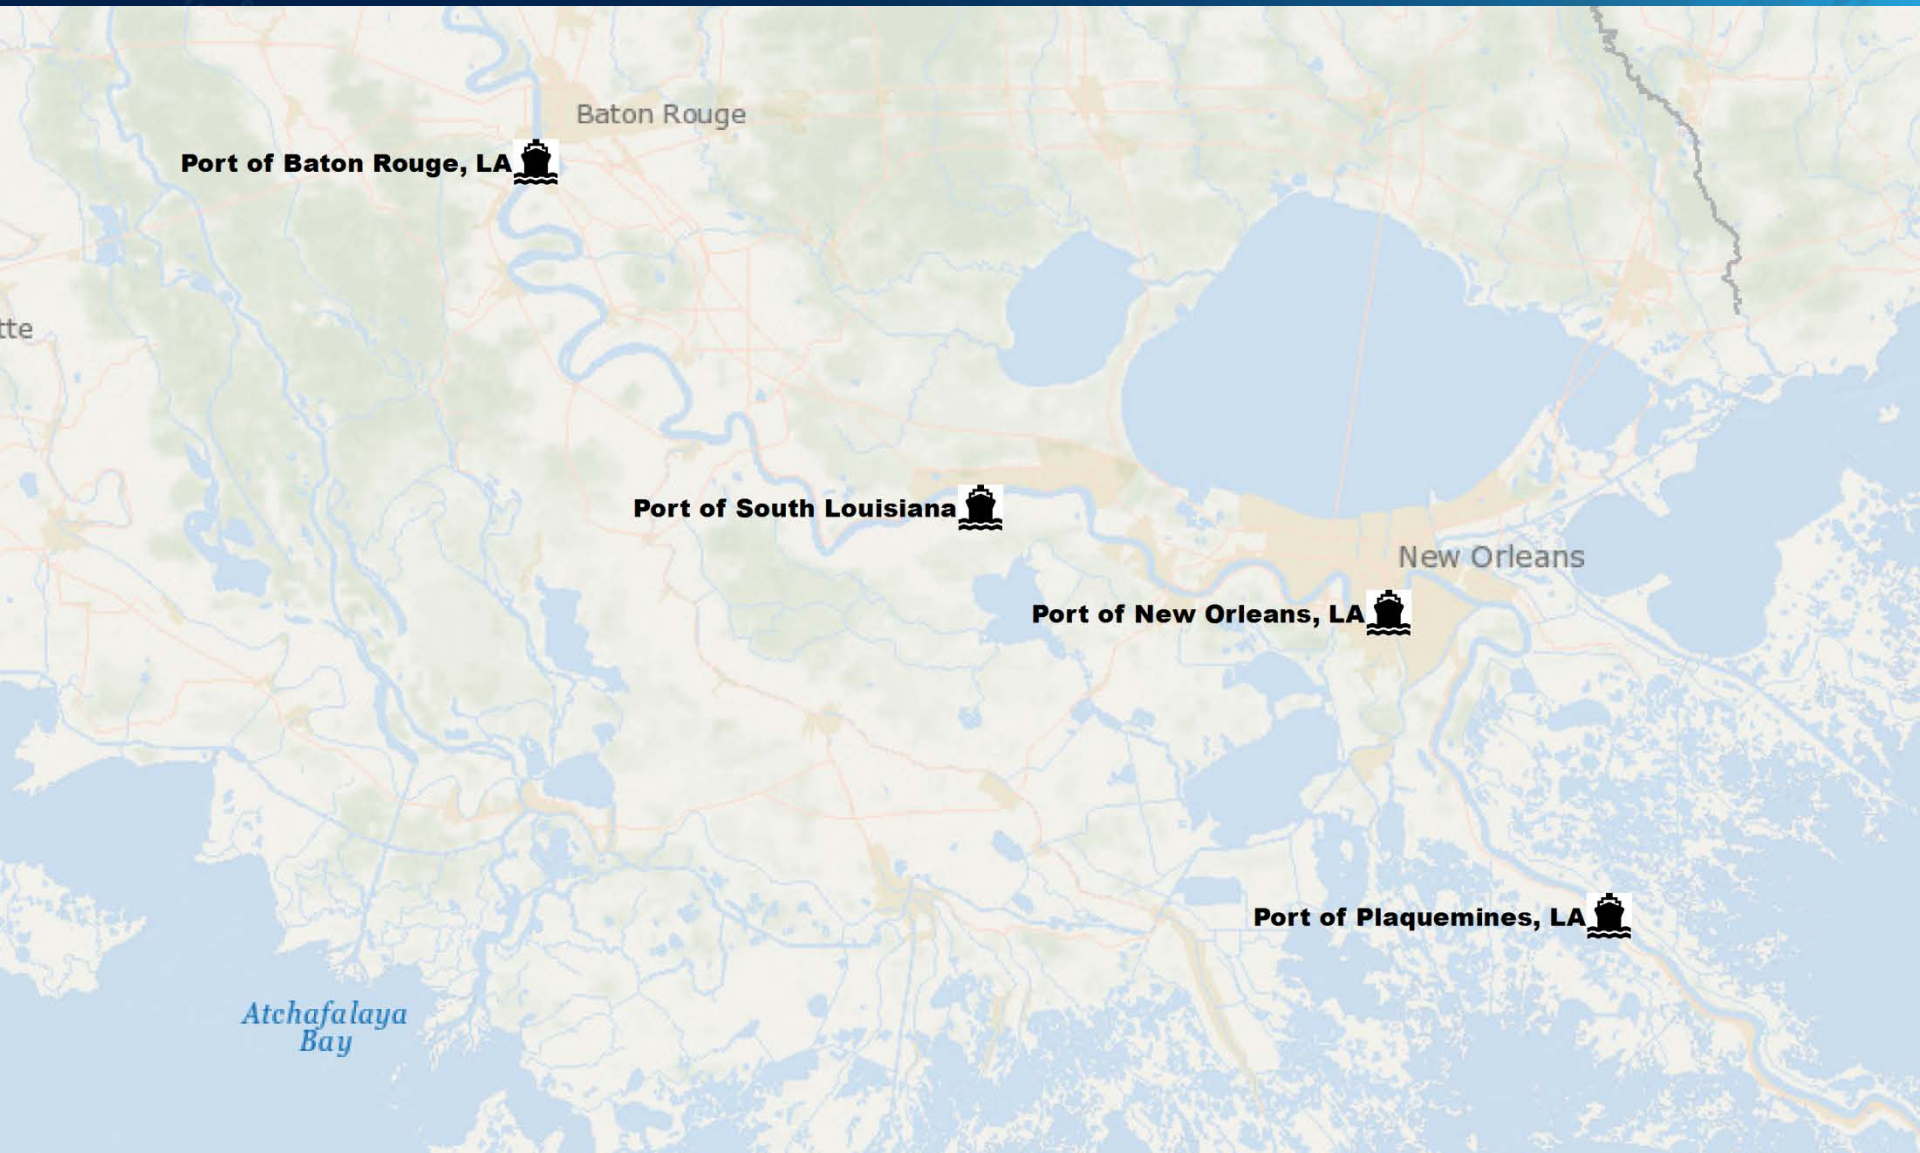 Baton Rouge
Port of Baton Rouge, LA
tte
Port of South Louisiana
New Orleans
Port of New Orleans, LA
Port of Plaquemines, LA
Atchafalaya
Bay